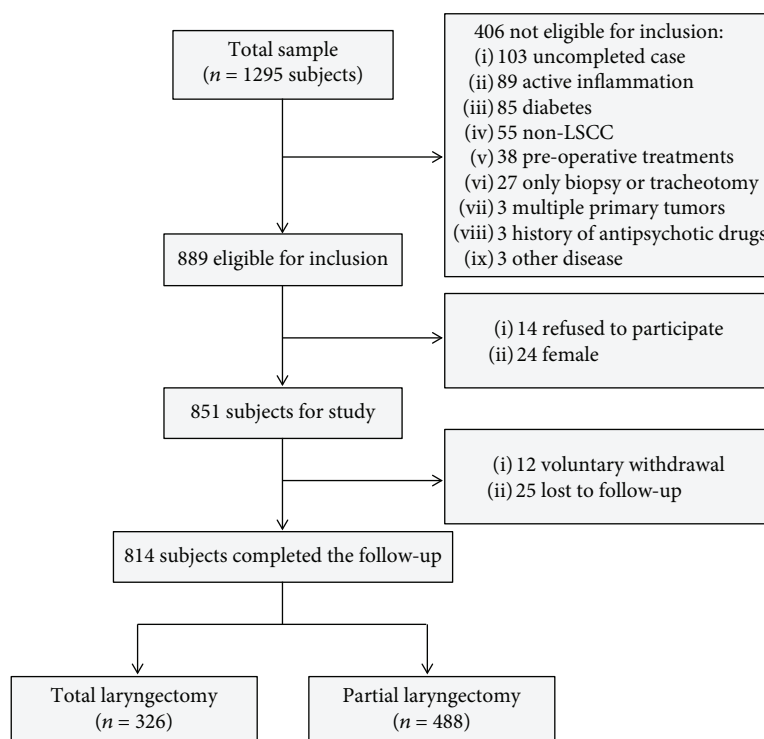 Total sample
(n = 1295 subjects)
406 not eligible for inclusion:
(i) 103 uncompleted case
(ii) 89 active inflammation
(iii) 85 diabetes
(iv) 55 non-LSCC
(v) 38 pre-operative treatments
(vi) 27 only biopsy or tracheotomy
(vii) 3 multiple primary tumors
(viii) 3 history of antipsychotic drugs
(ix) 3 other disease
889 eligible for inclusion
(i) 14 refused to participate
(ii) 24 female
851 subjects for study
(i) 12 voluntary withdrawal
(ii) 25 lost to follow-up
814 subjects completed the follow-up
Total laryngectomy
(n = 326)
Partial laryngectomy
(n = 488)